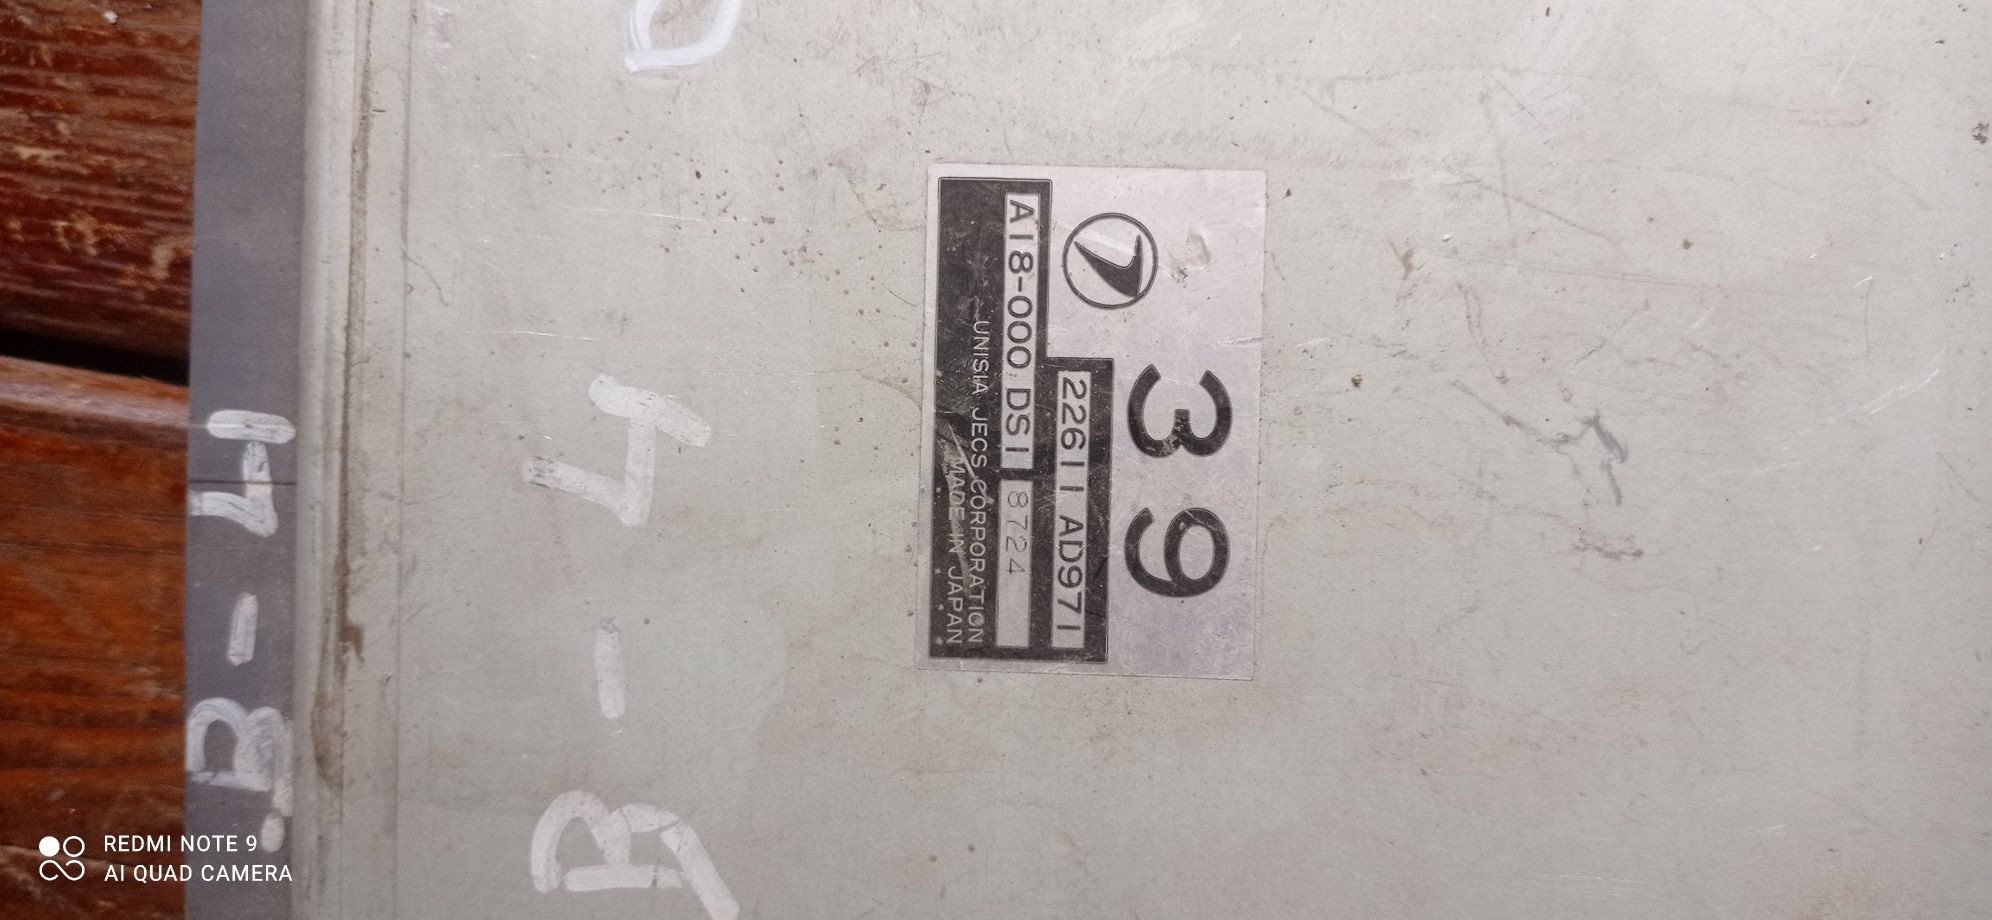 39
22611 AD971
A18-000 DS1 8724
UNISIA JECS CORPORATION
MADE IN JAPAN
R-4
R-4
REDMI NOTE 9
AI QUAD CAMERA